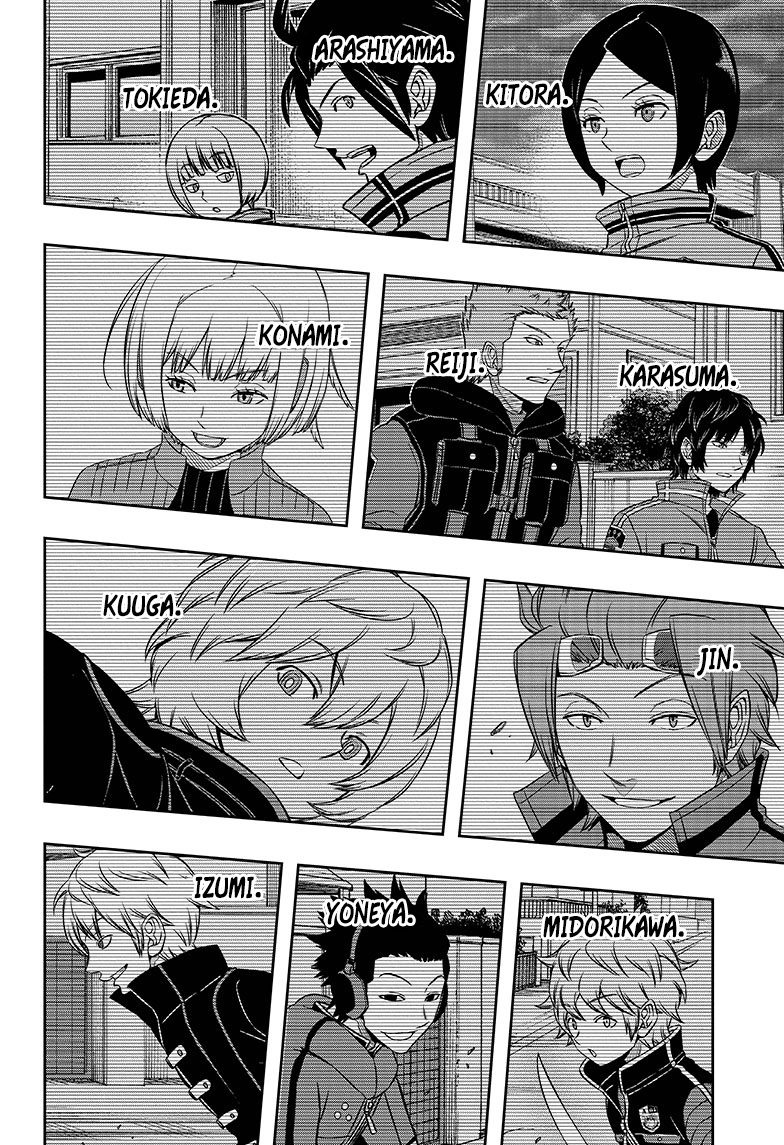 KITORA.
ARASHIYAMA.
TOKIEDA.
KARASUMA.
REIJI.
KONAMI.
JIN.
KUUGA.
MIDORIKAWA.
YONEYA.
IZUMI.